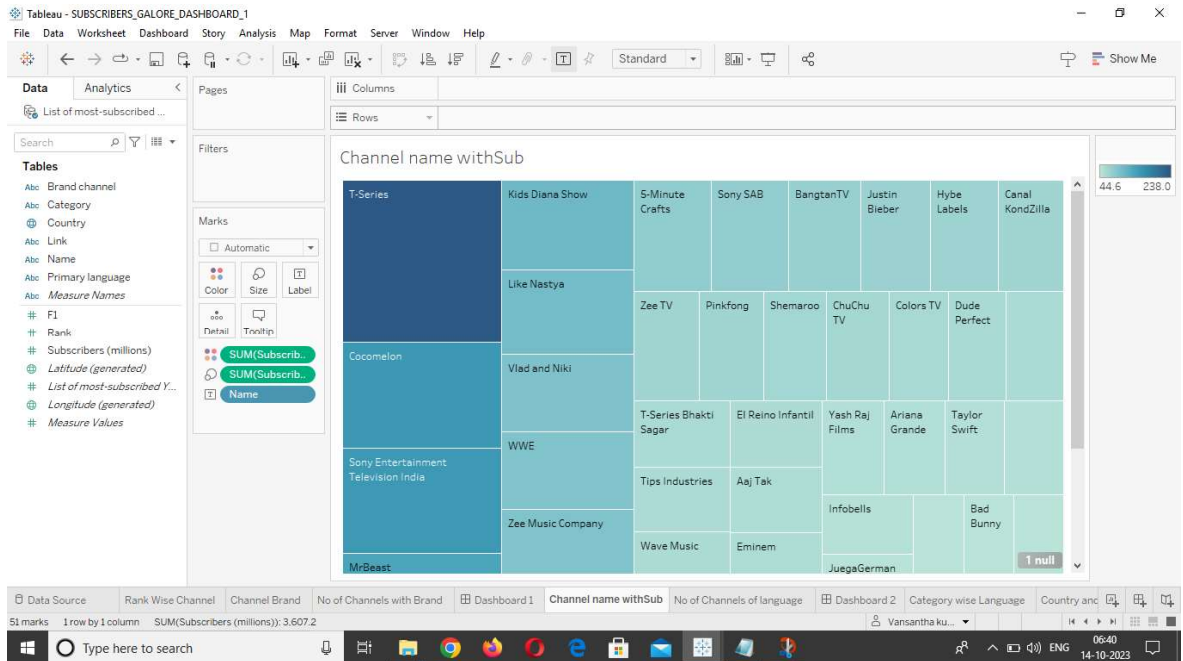 Tableau - SUBSCRIBERS_GALORE_DASHBOARD_1
File Data Worksheet Dashboard Story Analysis Map Format Server Window Help
Standard
Show Me
Data
Analytics
Pages
Columns
List of most-subscribed ...
Rows
Search
Filters
Channel name withSub
44.6 238.0
Tables
Abc Brand channel
Abc Category
Country
Abc Link
Abc Name
Abc Primary language
Abc Measure Names
# F1
# Rank
# Subscribers (millions)
Latitude (generated)
# List of most-subscribed Y...
Longitude (generated)
# Measure Values
Marks
Automatic
Color Size Label
Detail Tooltip
SUM(Subscrib..
SUM(Subscrib..
Name
T-Series
Cocomelon
Sony Entertainment
Television India
MrBeast
Kids Diana Show
Like Nastya
Vlad and Niki
WWE
Zee Music Company
5-Minute
Crafts
Sony SAB
BangtanTV
Justin
Bieber
Hybe
Labels
Canal
KondZilla
Zee TV
Pinkfong
Shemaroo
ChuChu
TV
Colors TV
Dude
Perfect
T-Series Bhakti
Sagar
El Reino Infantil
Yash Raj
Films
Ariana
Grande
Taylor
Swift
Tips Industries
Aaj Tak
Infobells
Bad
Bunny
Wave Music
Eminem
JuegaGerman
1 null
Data Source
Rank Wise Channel
Channel Brand
No of Channels with Brand
Dashboard 1
Channel name withSub
No of Channels of language
Dashboard 2
Category wise Language
Country and
51 marks 1 row by 1 column SUM(Subscribers (millions)): 3.607.2
Vansantha ku...
Type here to search
ENG
06:40
14-10-2023